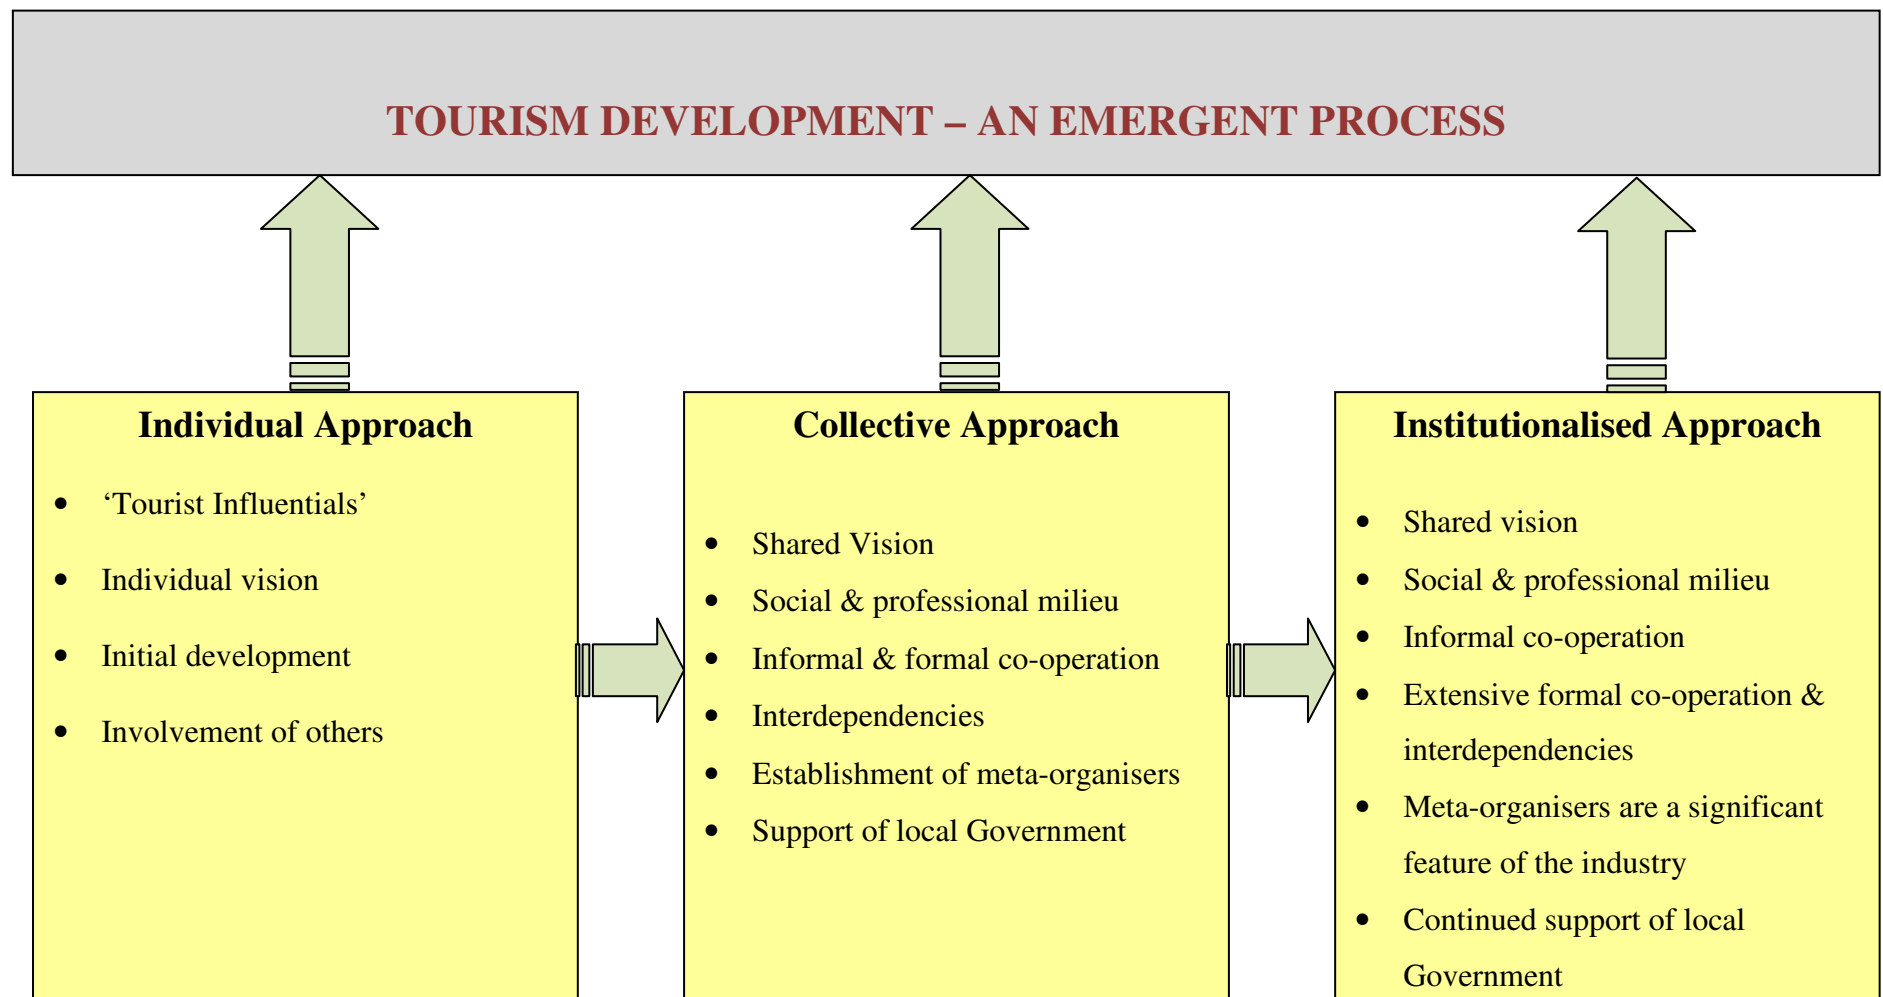 TOURISM DEVELOPMENT – AN EMERGENT PROCESS
Individual Approach
• ‘Tourist Influentials’
• Individual vision
• Initial development
• Involvement of others
Collective Approach
• Shared Vision
• Social & professional milieu
• Informal & formal co-operation
• Interdependencies
• Establishment of meta-organisers
• Support of local Government
Institutionalised Approach
• Shared vision
• Social & professional milieu
• Informal co-operation
• Extensive formal co-operation &
interdependencies
• Meta-organisers are a significant
feature of the industry
• Continued support of local
Government